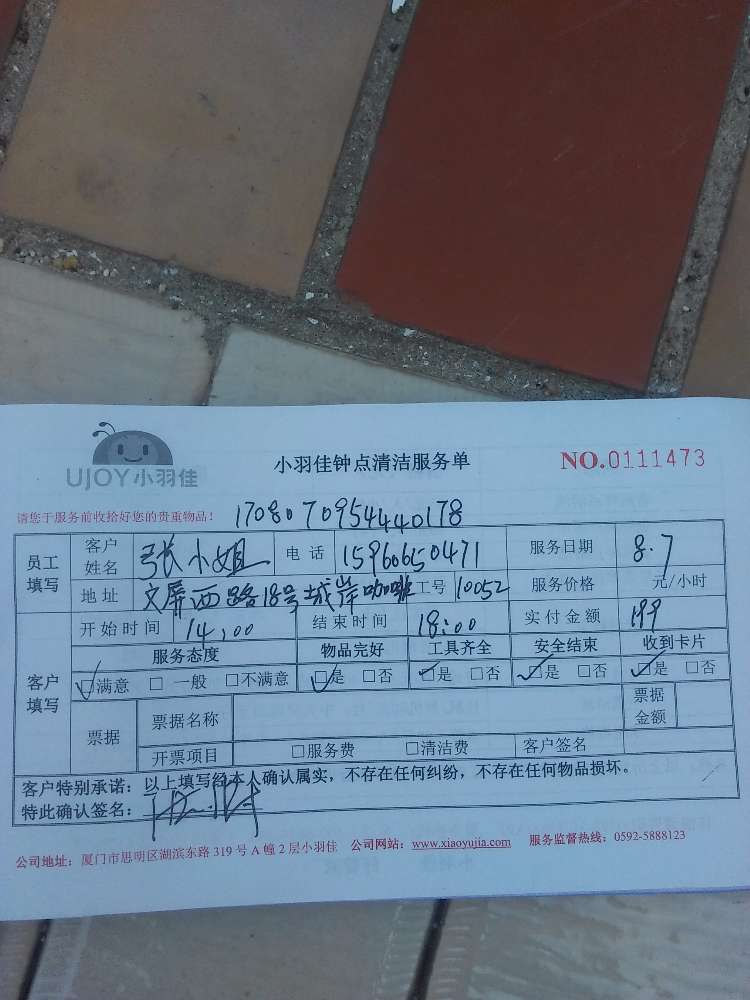 UJOY小羽佳 小羽佳钟点清洁服务单 NO.0111473
请您于服务前收拾好您的贵重物品！ 1708070954440178
员工填写 客户姓名 张小姐 电话 15960650471 服务日期 8.7
地址 文屏西路18号城岸咖啡 工号 10052 服务价格 元/小时
客户填写 开始时间 14:00 结束时间 18:00 实付金额 199
服务态度 物品完好 工具齐全 安全结束 收到卡片
☑满意 □ 一般 □不满意 ☑是 □否 ☑是 □否 ☑是 □否 ☑是 □否
票据 票据名称 票据金额
开票项目 □服务费 □清洁费 客户签名
客户特别承诺：以上填写经本人确认属实，不存在任何纠纷，不存在任何物品损坏。
特此确认签名：
公司地址：厦门市思明区湖滨东路 319 号 A 幢 2 层小羽佳 公司网站：www.xiaoyujia.com 服务监督热线：0592-5888123